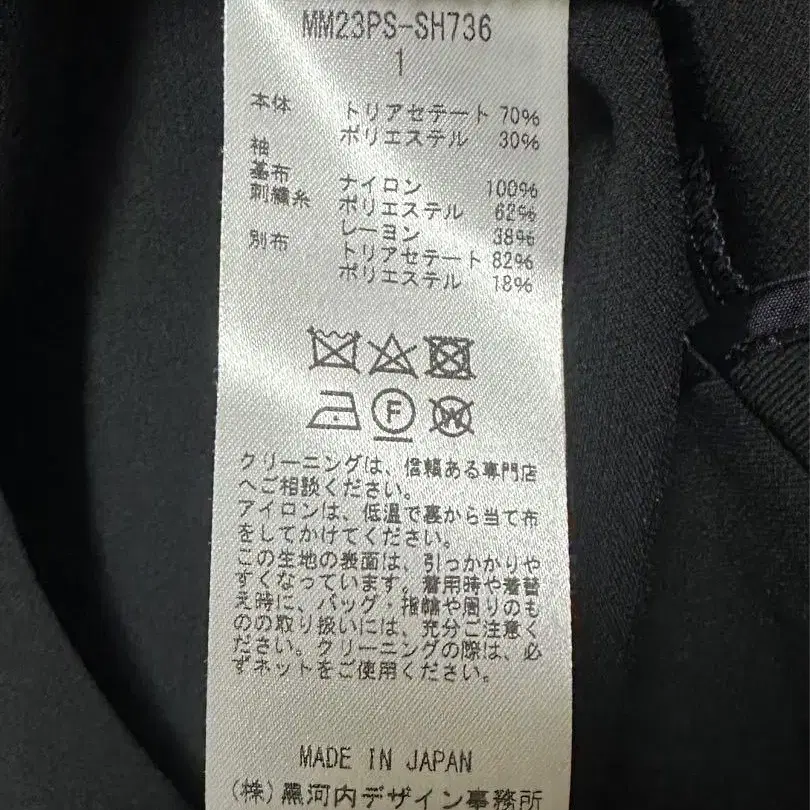 MM23PS-SH736
1
本体 トリアセテート 70%
ポリエステル 30%
袖
基布 ナイロン 100%
刺繍糸 ポリエステル 62%
レーヨン 38%
別布 トリアセテート 82%
ポリエステル 18%
F
W
クリーニングは、信頼ある専門店
へご相談ください。
アイロンは、低温で裏から当て布
をしてかけてください。
この生地の表面は、引っかかりや
すくなっています。着用時や着替
え時に、バッグ・指輪や周りのも
のの取り扱いには、充分ご注意く
ださい。クリーニングの際は、必
ずネットをご使用ください。
MADE IN JAPAN
(株)黒河内デザイン事務所